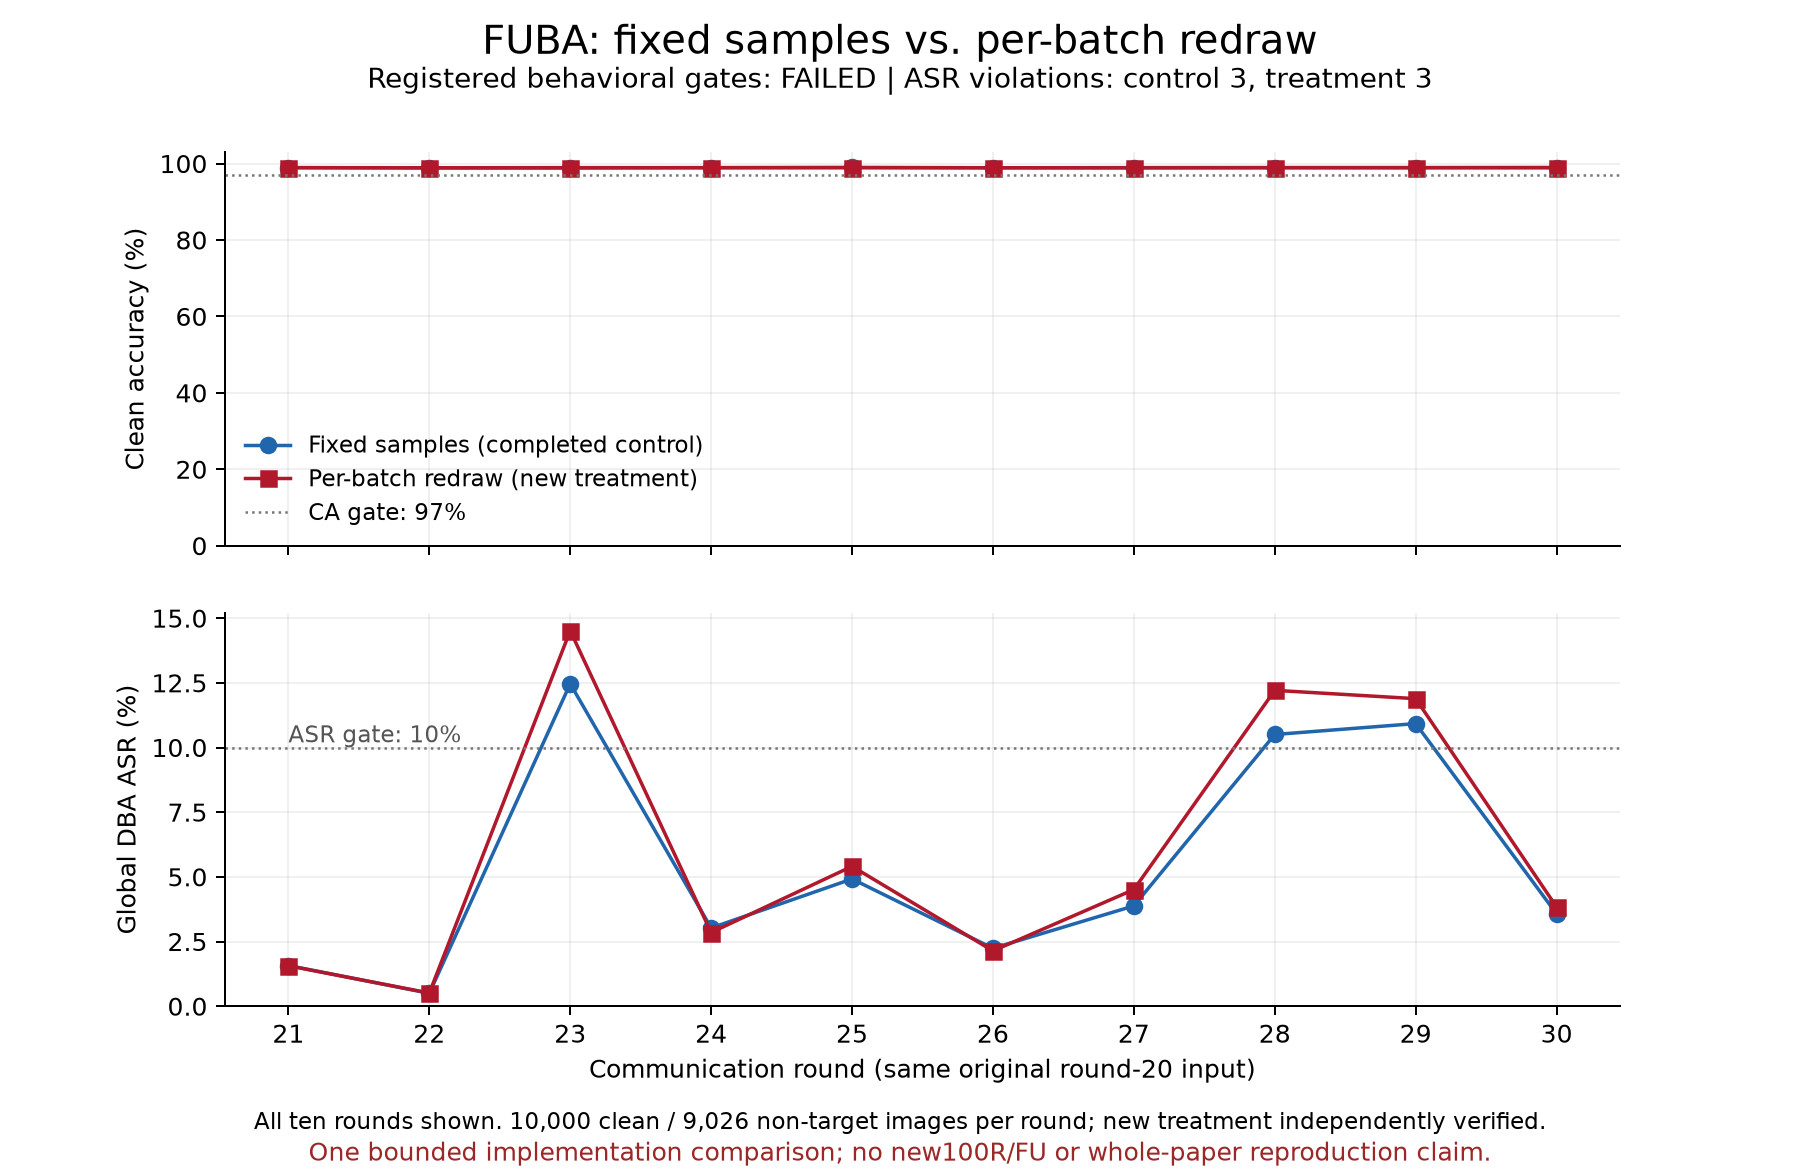 FUBA: fixed samples vs. per-batch redraw
Registered behavioral gates: FAILED | ASR violations: control 3, treatment 3
100
80
60
40
20
0
Clean accuracy (%)
Fixed samples (completed control)
Per-batch redraw (new treatment)
CA gate: 97%
15.0
12.5
10.0
7.5
5.0
2.5
0.0
Global DBA ASR (%)
ASR gate: 10%
21 22 23 24 25 26 27 28 29 30
Communication round (same original round-20 input)
All ten rounds shown. 10,000 clean / 9,026 non-target images per round; new treatment independently verified.
One bounded implementation comparison; no new100R/FU or whole-paper reproduction claim.